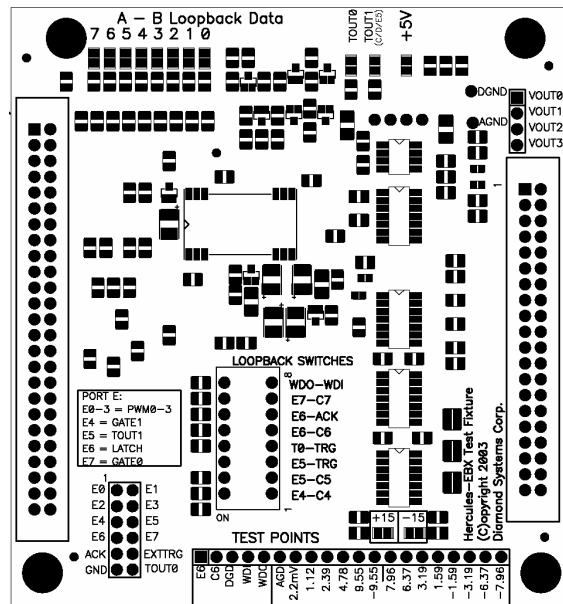 A - B Loopback Data
7 6 5 4 3 2 1 0
TOUT0
TOUT1
(C/D/E5)
+5V
DGND
AGND
VOUT0
VOUT1
VOUT2
VOUT3
1
LOOPBACK SWITCHES
8
WDO-WDI
E7-C7
E6-ACK
E6-C6
T0-TRG
E5-TRG
E5-C5
E4-C4
ON
1
PORT E:
E0-3 = PWM0-3
E4 = GATE1
E5 = TOUT1
E6 = LATCH
E7 = GATE0
1
E0 E1
E2 E3
E4 E5
E6 E7
ACK EXTTRG
GND TOUT0
+15 -15
Hercules-EBX Test Fixture
(C)opyright 2003
Diamond Systems Corp.
TEST POINTS
E6
C6
DGD
WDI
WDO
AGD
2.2mV
1.12
2.39
4.78
9.55
-9.55
7.96
6.37
3.19
1.59
-1.59
-3.19
-6.37
-7.96